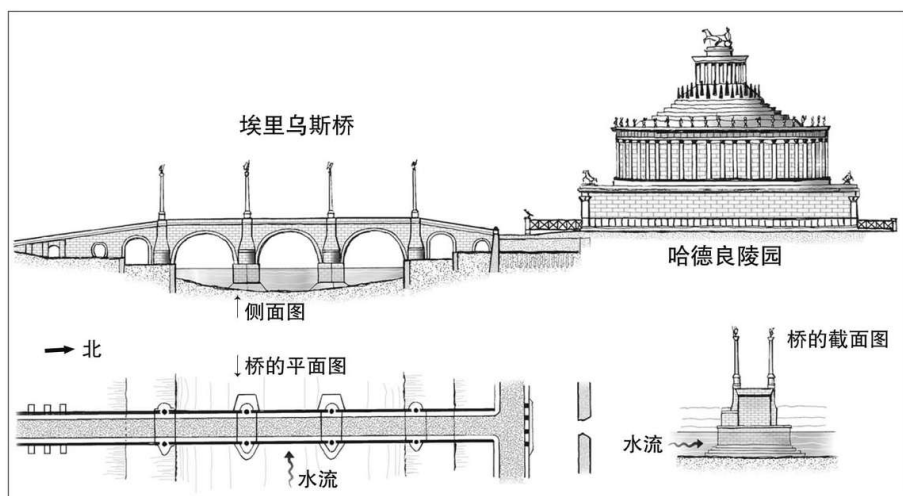 埃里乌斯桥
哈德良陵园
侧面图
北
桥的平面图
桥的截面图
水流
水流